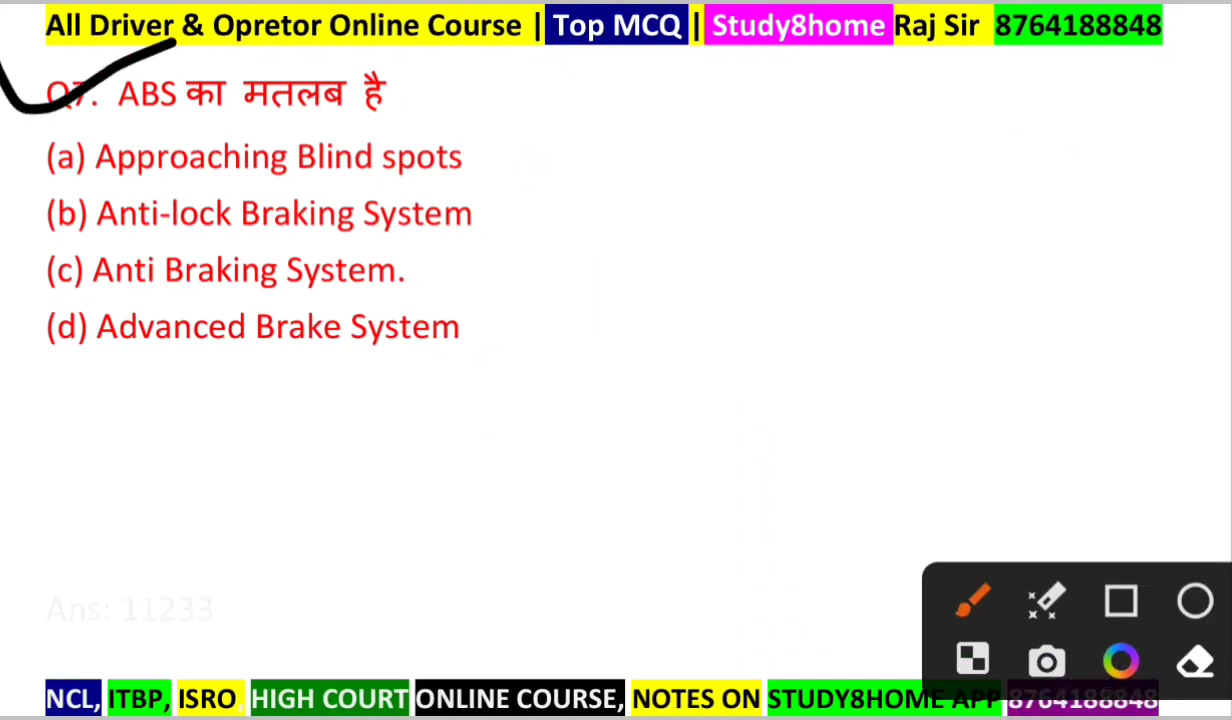 All Driver & Opretor Online Course | Top MCQ | Study8home Raj Sir 8764188848
Q7. ABS का मतलब है
(a) Approaching Blind spots
(b) Anti-lock Braking System
(c) Anti Braking System.
(d) Advanced Brake System
Ans: 11233
NCL, ITBP, ISRO, HIGH COURT ONLINE COURSE, NOTES ON STUDY8HOME APP 8764188848